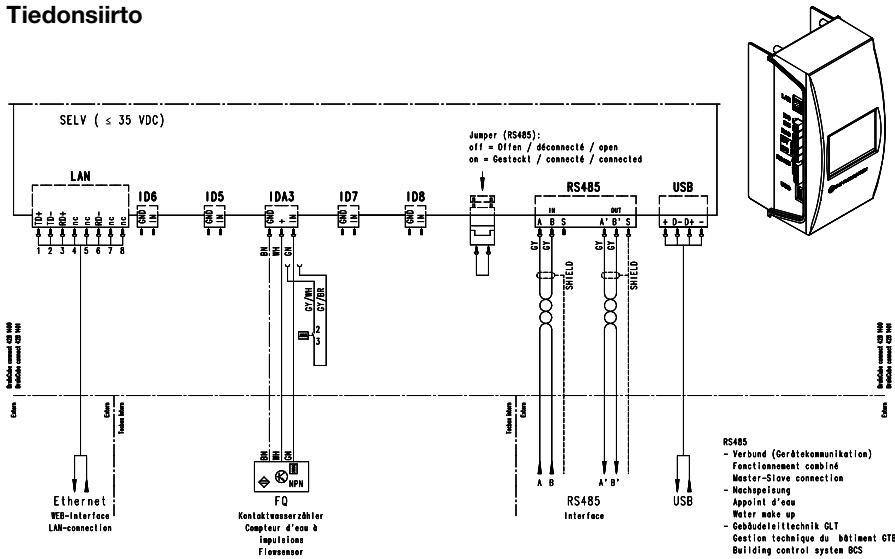 Tiedonsiirto
SELV ( ≤ 35 VDC)
Jumper (RS485):
off = Offen / déconnecté / open
on = Gesteckt / connecté / connected
LAN
ID6
ID5
IDA3
ID7
ID8
RS485
USB
TD+ TD- RD+ nc nc RD- nc nc
GND IN
GND IN
GND + IN
GND IN
GND IN
IN OUT
A B S A' B' S
+ D- D+ -
1 2 3 4 5 6 7 8
BN WH GN
GY GY GY GY
GY/WH GY/BR
SHIELD SHIELD
2
3
Extern
Extern
Extern
Extern
BN WH GN
NPN
A B A' B'
Ethernet
WEB-Interface
LAN-connection
FQ
Kontaktwasserzähler
Compteur d'eau à
impulsions
Flowsensor
RS485
Interface
USB
RS485
- Verbund (Gerätekommunikation)
Fonctionnement combiné
Master-Slave connection
- Nachspeisung
Appoint d'eau
Water make up
- Gebäudeleittechnik GLT
Gestion technique du bâtiment GTB
Building control system BCS